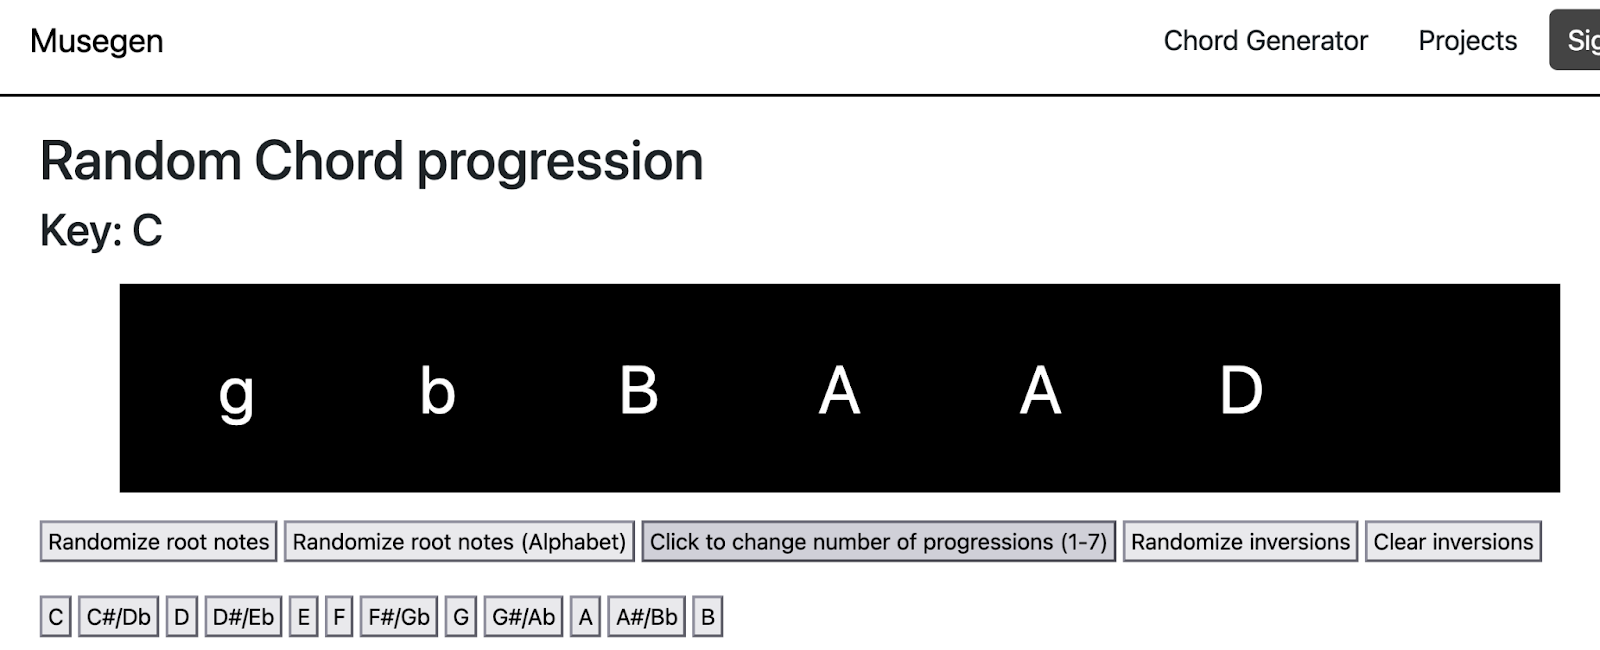 Musegen Chord Generator Projects
Random Chord progression
Key: C
g b B A A D
Randomize root notes Randomize root notes (Alphabet) Click to change number of progressions (1-7) Randomize inversions Clear inversions
C C#/Db D D#/Eb E F F#/Gb G G#/Ab A A#/Bb B